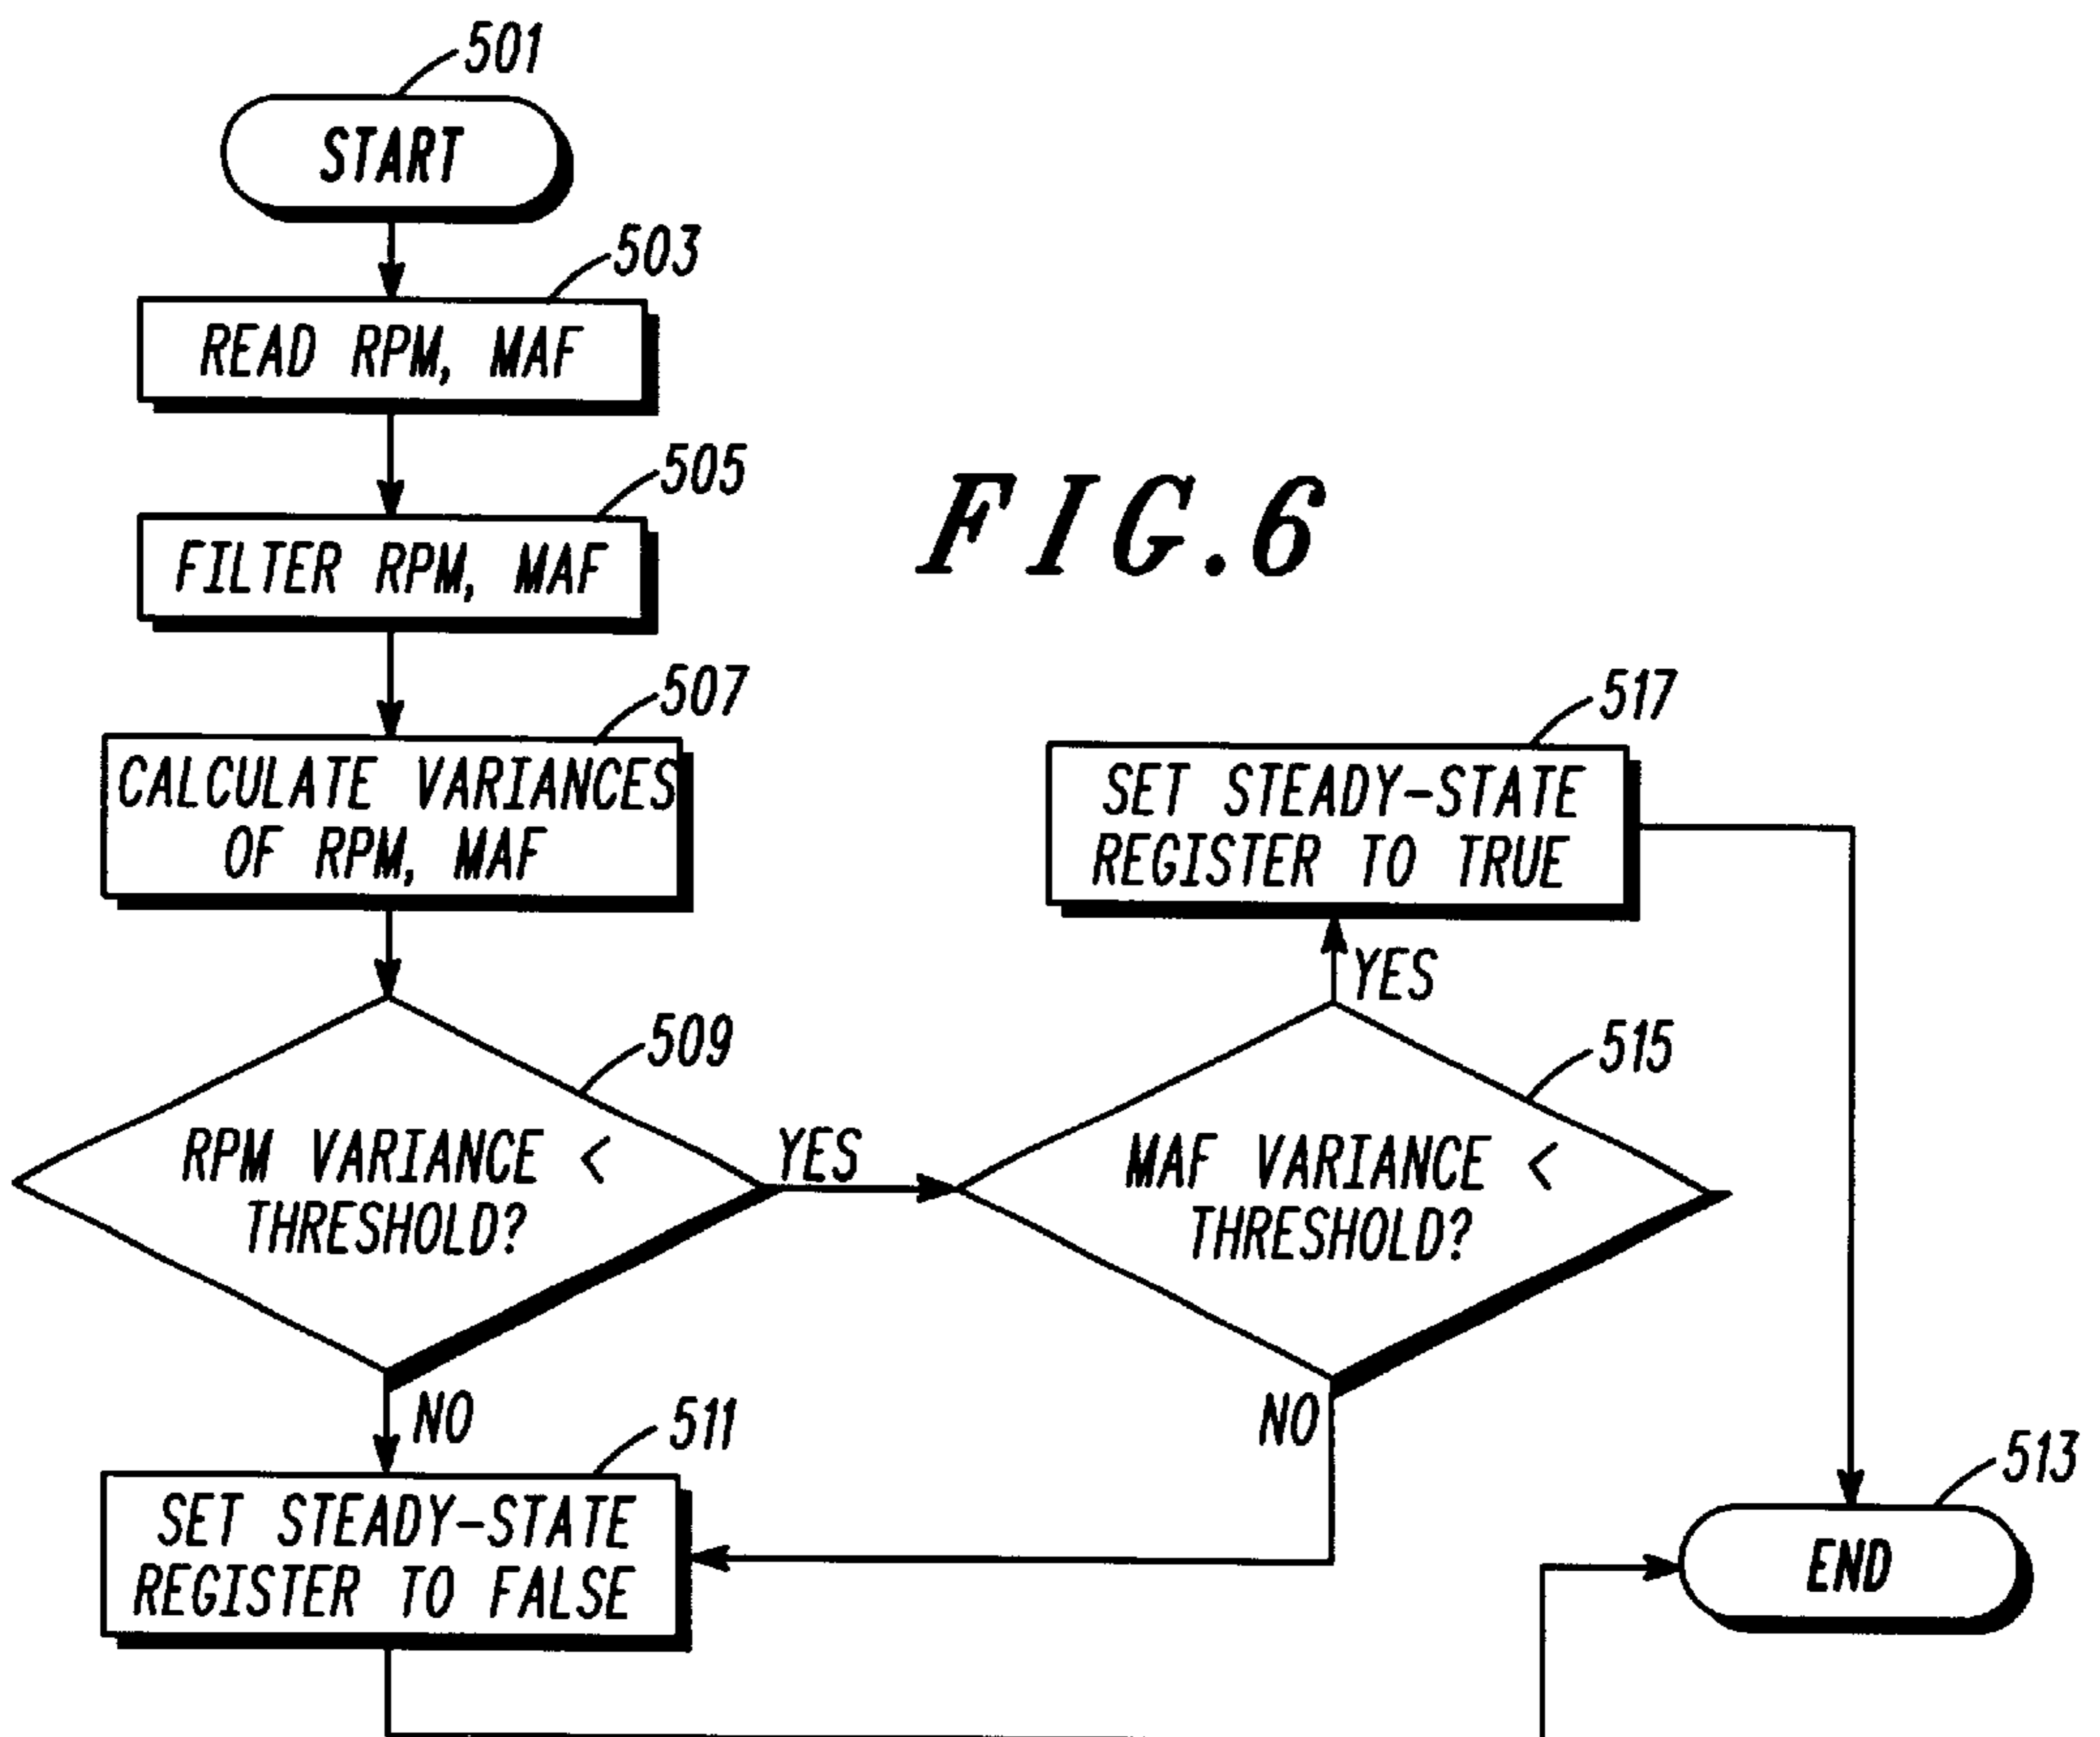 501
START
503
READ RPM, MAF
505
FILTER RPM, MAF
FIG.6
507
CALCULATE VARIANCES
OF RPM, MAF
517
SET STEADY-STATE
REGISTER TO TRUE
YES
509
RPM VARIANCE <
THRESHOLD?
YES
515
MAF VARIANCE <
THRESHOLD?
NO
NO
511
SET STEADY-STATE
REGISTER TO FALSE
513
END